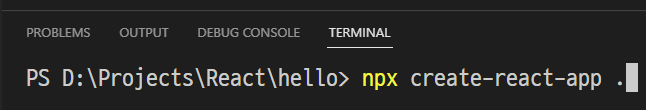 PROBLEMS OUTPUT DEBUG CONSOLE TERMINAL
PS D:\Projects\React\hello> npx create-react-app .